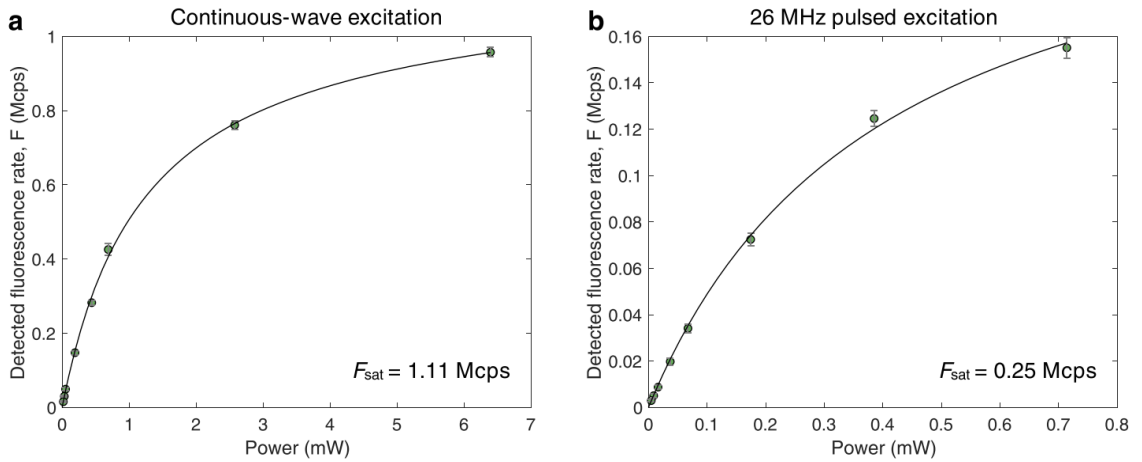 a
Continuous-wave excitation
Detected fluorescence rate, F (Mcps)
1
0.8
0.6
0.4
0.2
0
0 1 2 3 4 5 6 7
Power (mW)
Fsat = 1.11 Mcps
b
26 MHz pulsed excitation
Detected fluorescence rate, F (Mcps)
0.16
0.14
0.12
0.1
0.08
0.06
0.04
0.02
0
0 0.1 0.2 0.3 0.4 0.5 0.6 0.7 0.8
Power (mW)
Fsat = 0.25 Mcps